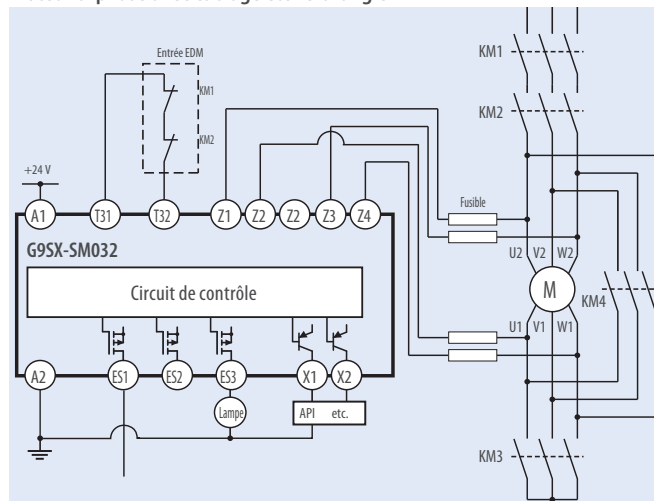 Entrée EDM
KM1
KM2
+24 V
A1
T31
T32
Z1
Z2
Z2
Z3
Z4
G9SX-SM032
Circuit de contrôle
A2
ES1
ES2
ES3
X1
X2
Lampe
API etc.
KM1
KM2
Fusible
U2 V2 W2
M
KM4
U1 V1 W1
KM3